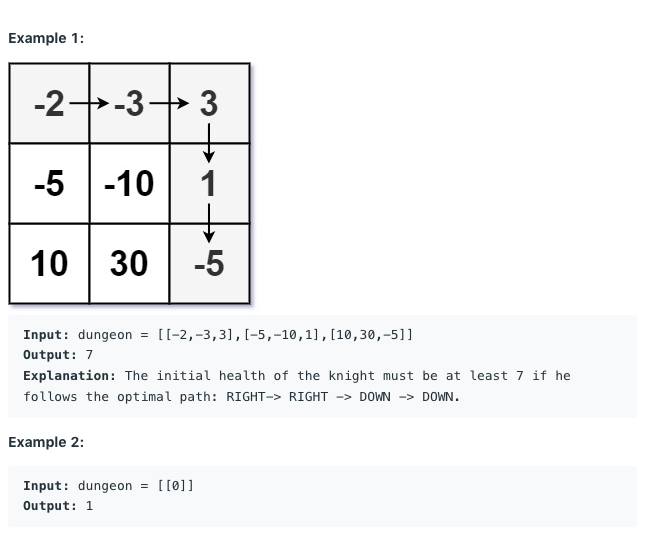 Example 1:
-2 -3 3
-5 -10 1
10 30 -5
Input: dungeon = [[-2,-3,3],[-5,-10,1],[10,30,-5]]
Output: 7
Explanation: The initial health of the knight must be at least 7 if he
follows the optimal path: RIGHT-> RIGHT -> DOWN -> DOWN.
Example 2:
Input: dungeon = [[0]]
Output: 1